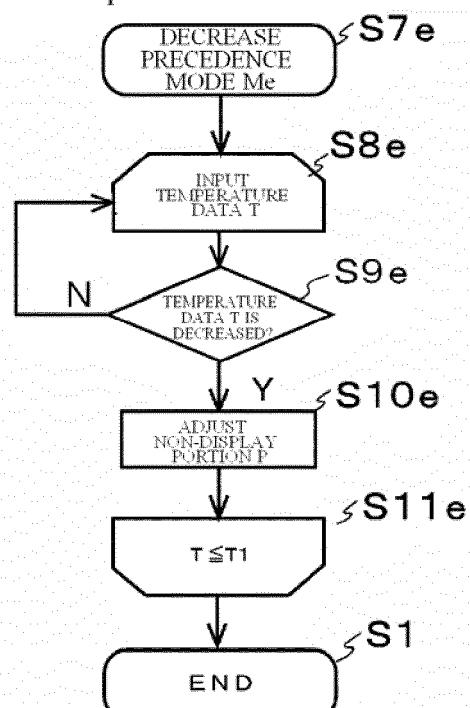 DECREASE
PRECEDENCE
MODE Me
S7e
S8e
INPUT
TEMPERATURE
DATA T
S9e
N
TEMPERATURE
DATA T IS
DECREASED?
Y
S10e
ADJUST
NON-DISPLAY
PORTION P
S11e
T≦T1
S1
END